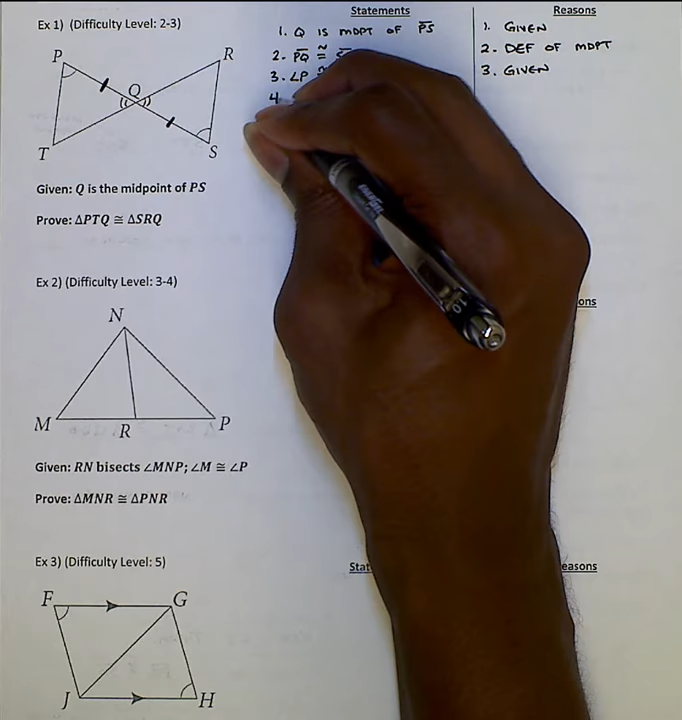 Ex 1) (Difficulty Level: 2-3)
Statements
Reasons
1. Q IS MDPT OF PS
1. GIVEN
2. PQ ≅
2. DEF OF MDPT
3. ∠P
3. GIVEN
4
P
R
Q
T
S
Given: Q is the midpoint of PS
Prove: ΔPTQ ≅ ΔSRQ
Ex 2) (Difficulty Level: 3-4)
ons
N
M
R
P
Given: RN bisects ∠MNP; ∠M ≅ ∠P
Prove: ΔMNR ≅ ΔPNR
Ex 3) (Difficulty Level: 5)
Stat
easons
F
G
J
H
1.0